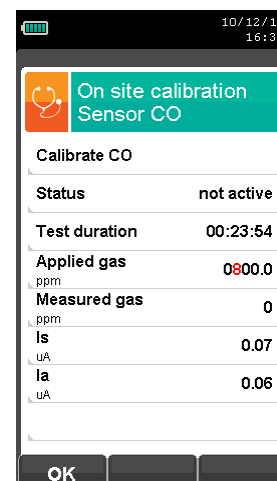 10/12/1
16:3
On site calibration
Sensor CO
Calibrate CO
Status not active
Test duration 00:23:54
Applied gas 0800.0
ppm
Measured gas 0
ppm
Is 0.07
uA
Ia 0.06
uA
OK